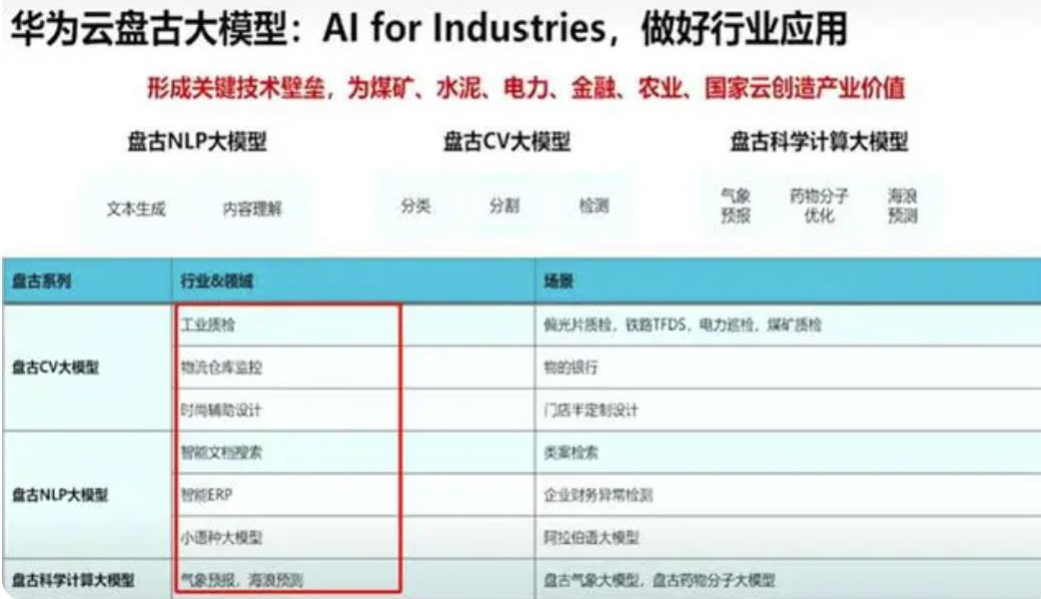 华为云盘古大模型：AI for Industries，做好行业应用
形成关键技术壁垒，为煤矿、水泥、电力、金融、农业、国家云创造产业价值
盘古NLP大模型
盘古CV大模型
盘古科学计算大模型
文本生成
内容理解
分类
分割
检测
气象
预报
药物分子
优化
海浪
预测
盘古系列
行业&领域
场景
盘古CV大模型
工业质检
偏光片质检，铁路TFDS，电力巡检，煤矿质检
物流仓库监控
物的银行
时尚辅助设计
门店半定制设计
盘古NLP大模型
智能文档搜索
类案检索
智能ERP
企业财务异常检测
小语种大模型
阿拉伯语大模型
盘古科学计算大模型
气象预报，海浪预测
盘古气象大模型，盘古药物分子大模型